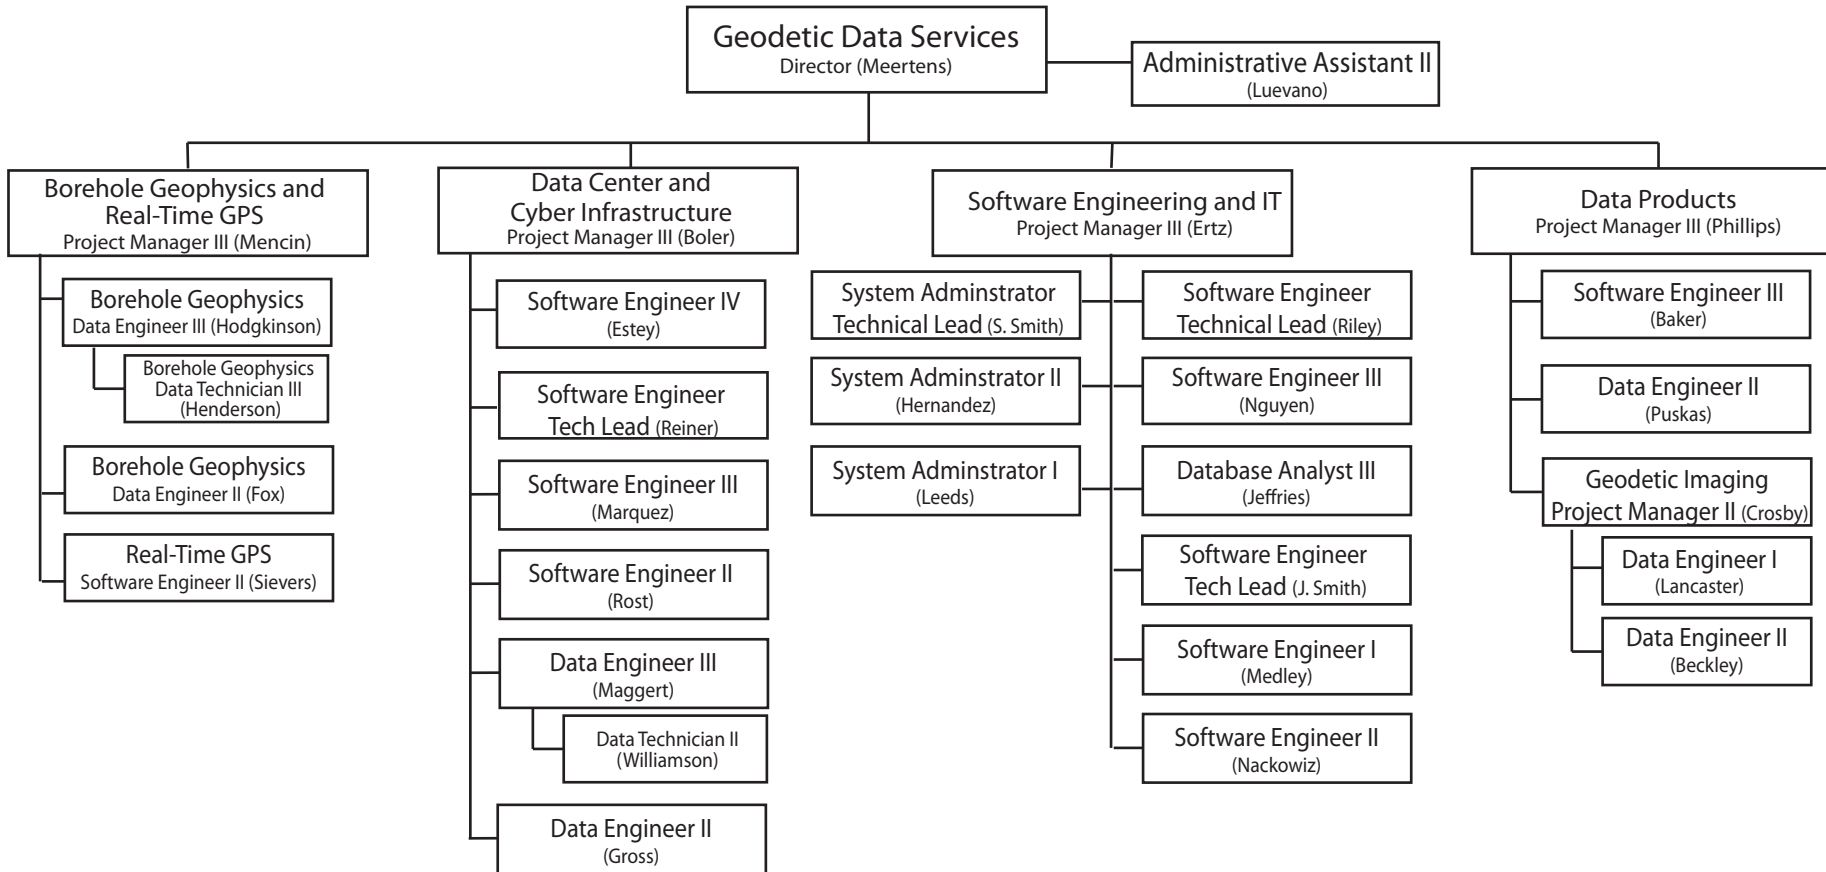 Geodetic Data Services
Director (Meertens)
Administrative Assistant II
(Luevano)
Borehole Geophysics and
Real-Time GPS
Project Manager III (Mencin)
Borehole Geophysics
Data Engineer III (Hodgkinson)
Borehole Geophysics
Data Technician III
(Henderson)
Borehole Geophysics
Data Engineer II (Fox)
Real-Time GPS
Software Engineer II (Sievers)
Data Center and
Cyber Infrastructure
Project Manager III (Boler)
Software Engineer IV
(Estey)
Software Engineer
Tech Lead (Reiner)
Software Engineer III
(Marquez)
Software Engineer II
(Rost)
Data Engineer III
(Maggert)
Data Technician II
(Williamson)
Data Engineer II
(Gross)
Software Engineering and IT
Project Manager III (Ertz)
System Adminstrator
Technical Lead (S. Smith)
System Adminstrator II
(Hernandez)
System Adminstrator I
(Leeds)
Software Engineer
Technical Lead (Riley)
Software Engineer III
(Nguyen)
Database Analyst III
(Jeffries)
Software Engineer
Tech Lead (J. Smith)
Software Engineer I
(Medley)
Software Engineer II
(Nackowiz)
Data Products
Project Manager III (Phillips)
Software Engineer III
(Baker)
Data Engineer II
(Puskas)
Geodetic Imaging
Project Manager II (Crosby)
Data Engineer I
(Lancaster)
Data Engineer II
(Beckley)